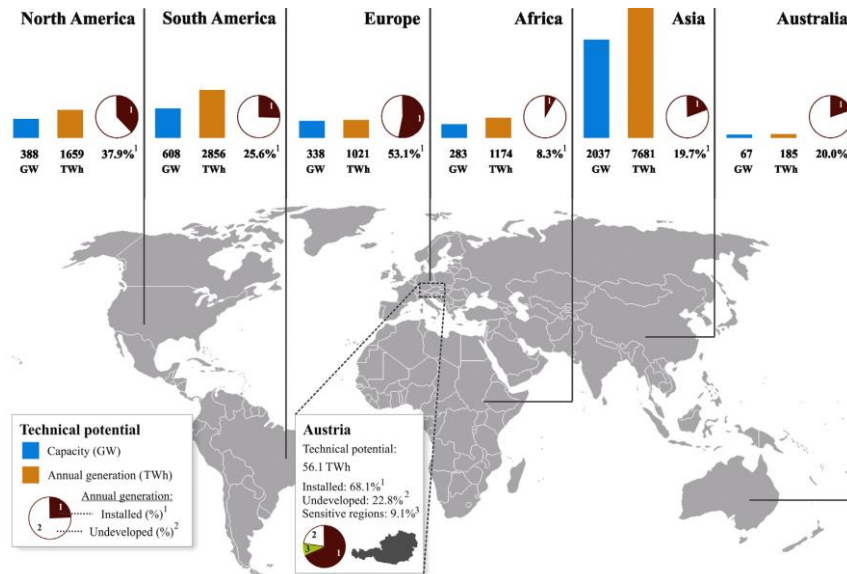 North America
South America
Europe
Africa
Asia
Australia
1
1
1
1
1
1
388
GW
1659
TWh
37.9%¹
608
GW
2856
TWh
25.6%¹
338
GW
1021
TWh
53.1%¹
283
GW
1174
TWh
8.3%¹
2037
GW
7681
TWh
19.7%¹
67
GW
185
TWh
20.0%¹
Technical potential
Capacity (GW)
Annual generation (TWh)
Annual generation:
Installed (%)¹
Undeveloped (%)²
1
2
Austria
Technical potential:
56.1 TWh
Installed: 68.1%¹
Undeveloped: 22.8%²
Sensitive regions: 9.1%³
2
3
1